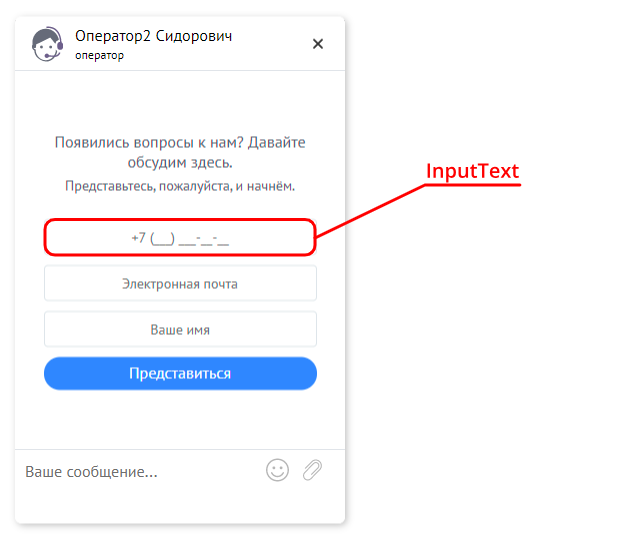 Оператор2 Сидорович
оператор
Появились вопросы к нам? Давайте
обсудим здесь.
Представьтесь, пожалуйста, и начнём.
InputText
+7 (___) ___-__-__
Электронная почта
Ваше имя
Представиться
Ваше сообщение...